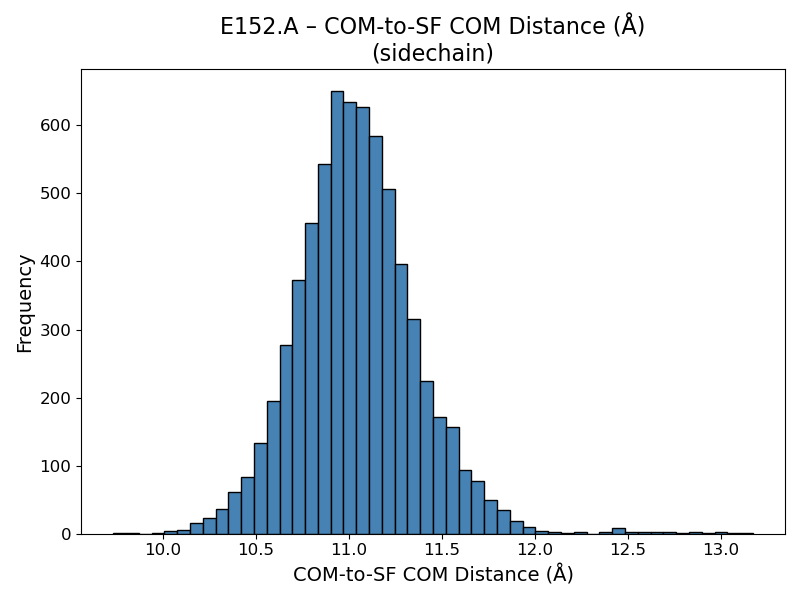 E152.A – COM-to-SF COM Distance (Å)
(sidechain)
Frequency
600
500
400
300
200
100
0
10.0 10.5 11.0 11.5 12.0 12.5 13.0
COM-to-SF COM Distance (Å)